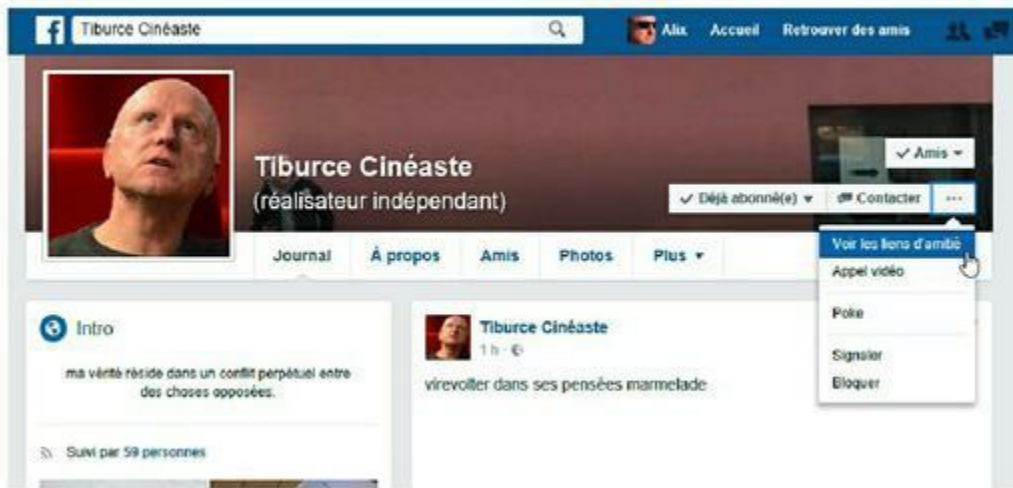 Tiburce Cinéaste
Alix Accueil Retrouver des amis
Tiburce Cinéaste
(réalisateur indépendant)
Amis
Déjà abonné(e) Contacter ...
Voir les liens d'amitié
Appel vidéo
Poke
Signaler
Bloquer
Journal À propos Amis Photos Plus
Intro
ma vérité réside dans un conflit perpétuel entre
des choses opposées.
Suivi par 59 personnes
Tiburce Cinéaste
1 h
virevolter dans ses pensées marmelade